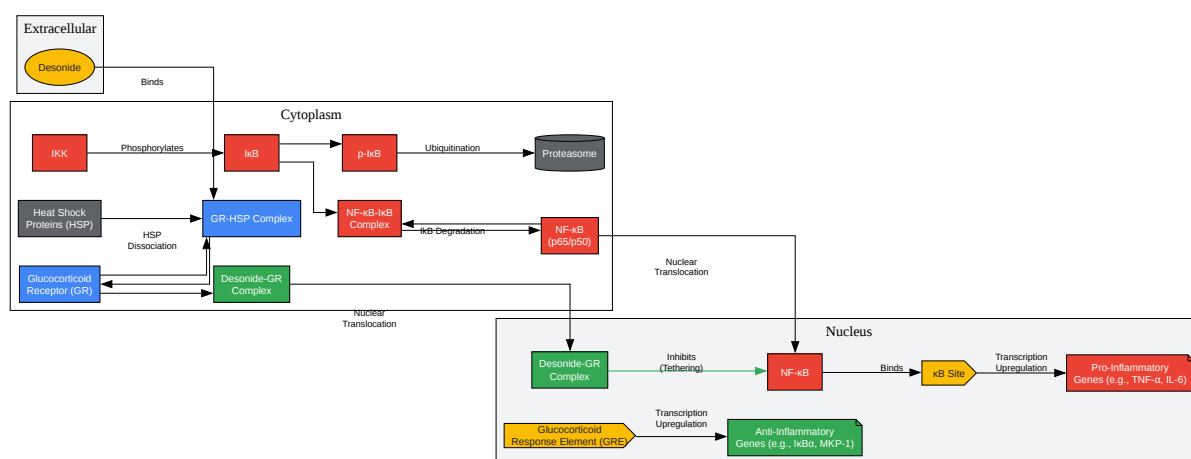 Extracellular
Desonide
Binds
Cytoplasm
IKK
Phosphorylates
IκB
p-IκB
Ubiquitination
Proteasome
Heat Shock
Proteins (HSP)
GR-HSP Complex
NF-κB-IκB
Complex
IκB Degradation
NF-κB
(p65/p50)
HSP
Dissociation
Glucocorticoid
Receptor (GR)
Desonide-GR
Complex
Nuclear
Translocation
Nuclear
Translocation
Nucleus
Desonide-GR
Complex
Inhibits
(Tethering)
NF-κB
Binds
κB Site
Transcription
Upregulation
Pro-Inflammatory
Genes (e.g., TNF-α, IL-6)
Glucocorticoid
Response Element (GRE)
Transcription
Upregulation
Anti-Inflammatory
Genes (e.g., IκBα, MKP-1)